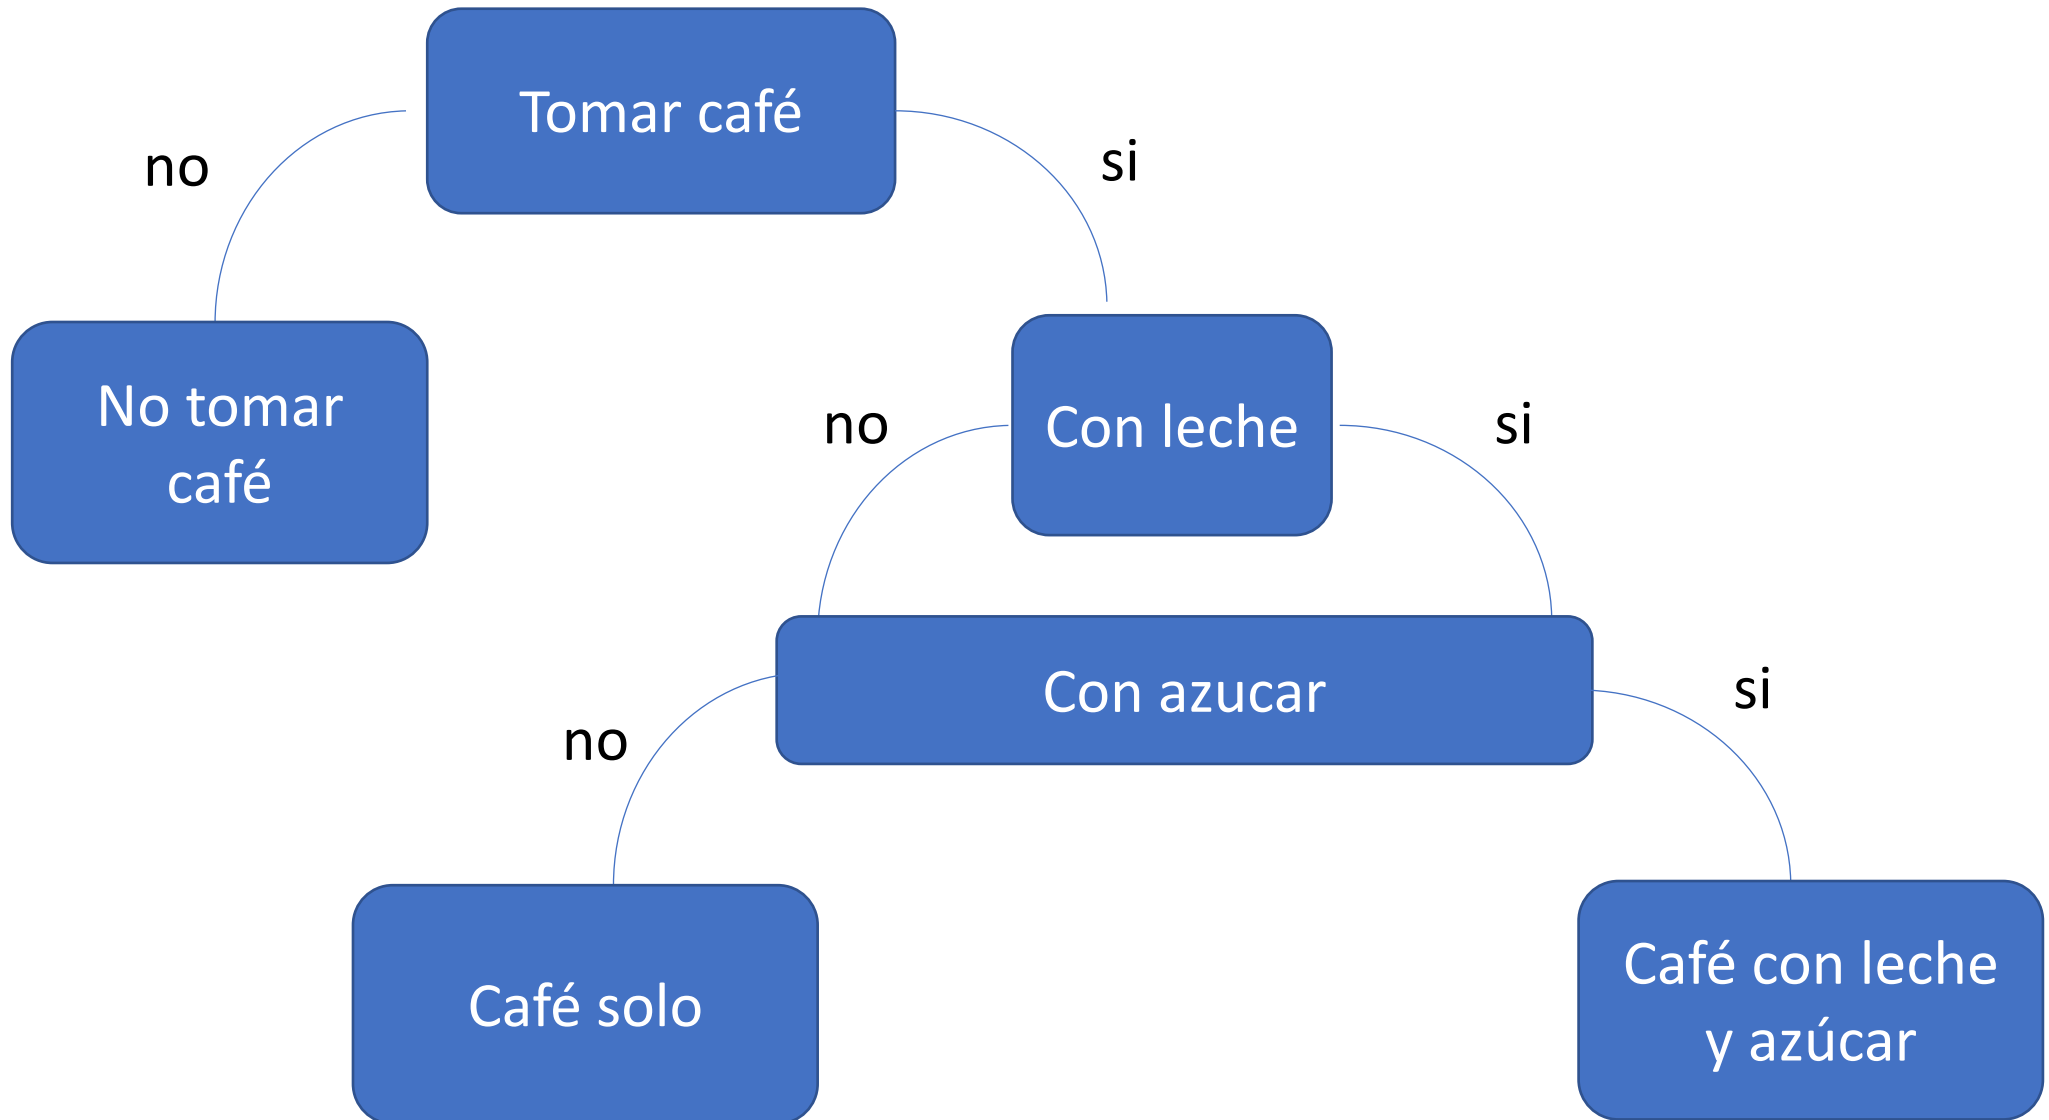 Tomar café
no
si
No tomar
café
Con leche
no
si
Con azucar
no
si
Café solo
Café con leche
y azúcar